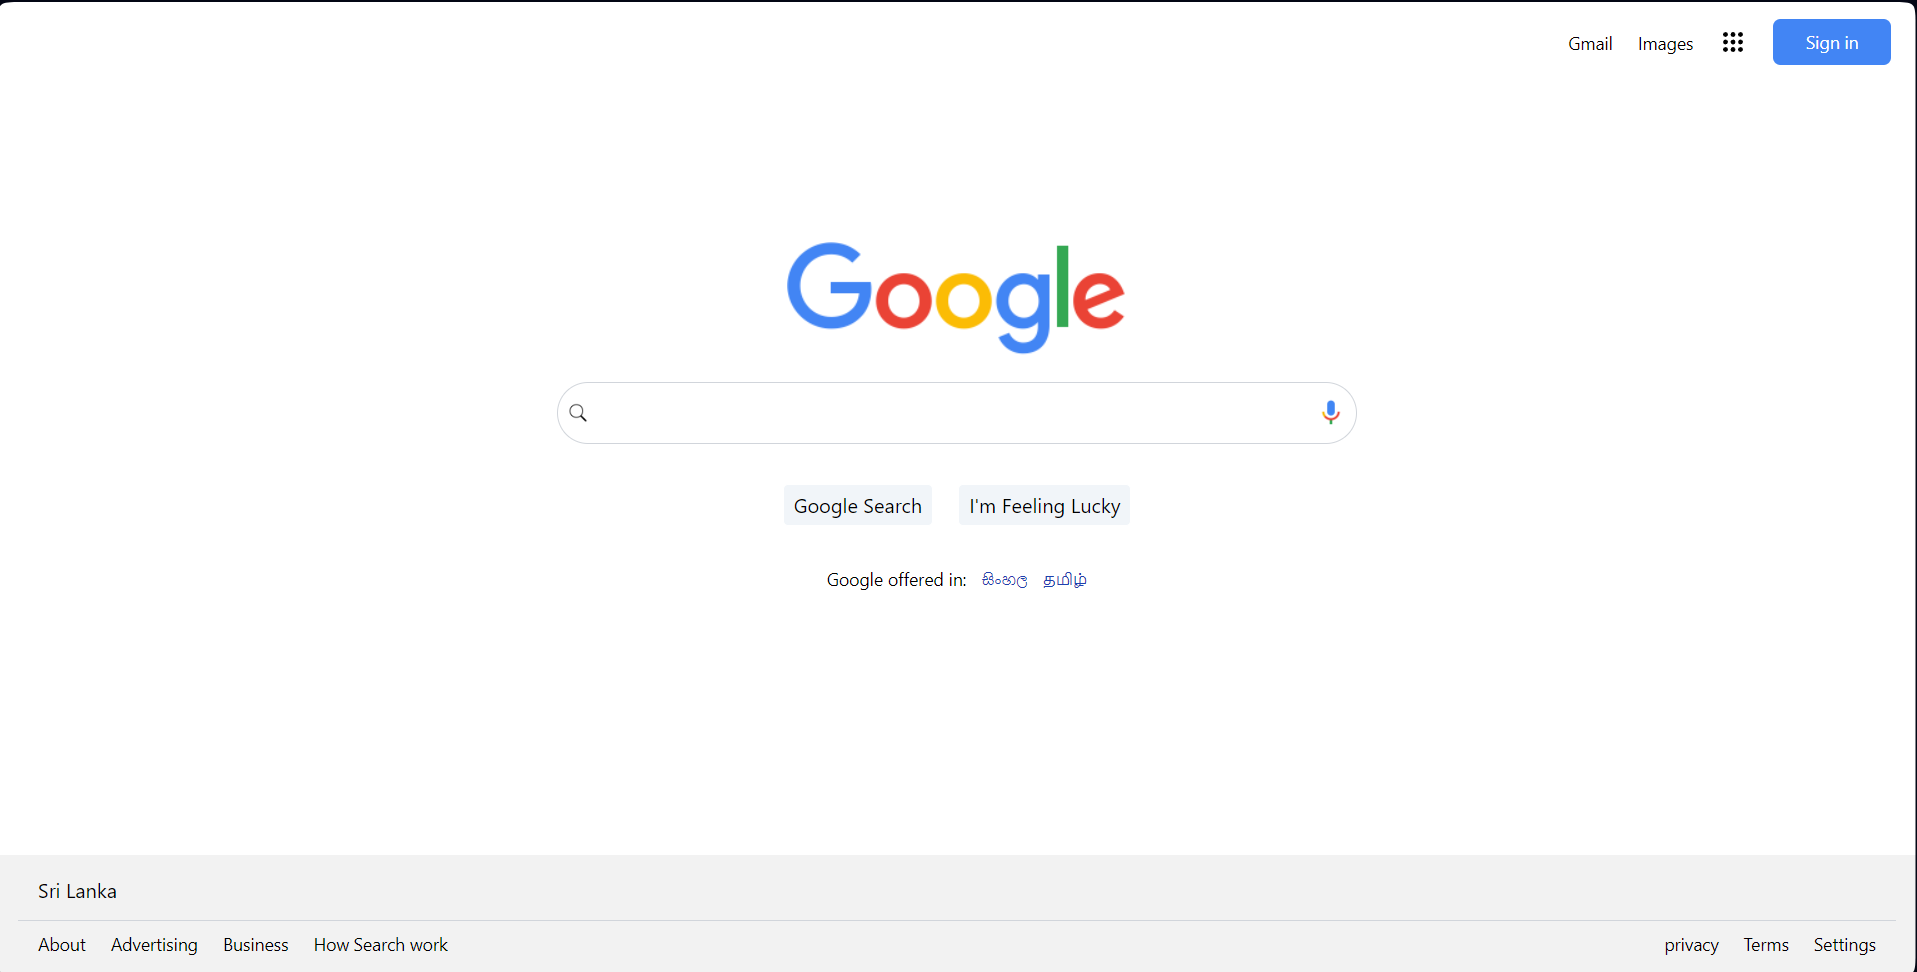 Gmail Images Sign in
Google
Google Search I'm Feeling Lucky
Google offered in: සිංහල தமிழ்
Sri Lanka
About Advertising Business How Search work privacy Terms Settings